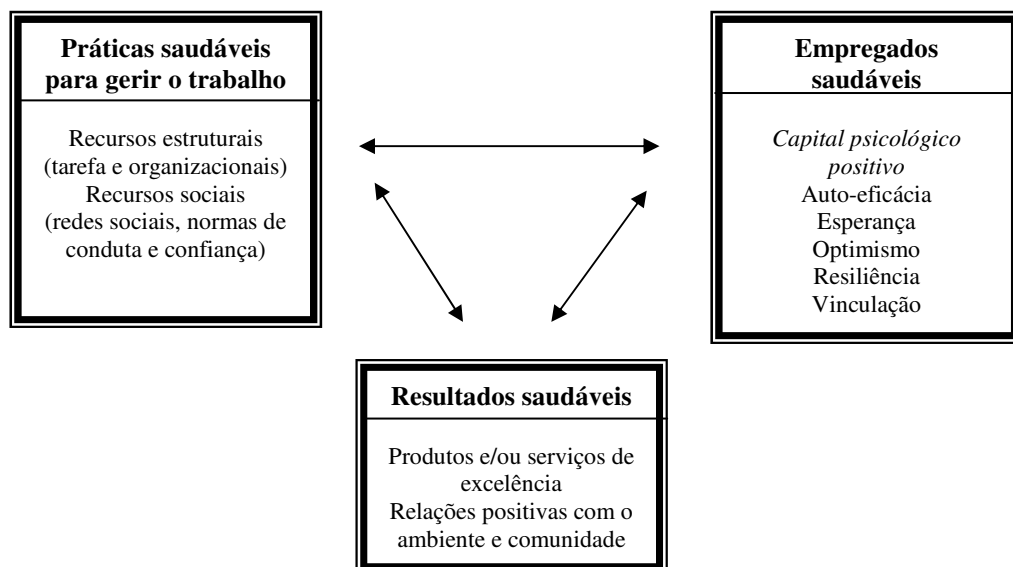 Práticas saudáveis
para gerir o trabalho
Recursos estruturais
(tarefa e organizacionais)
Recursos sociais
(redes sociais, normas de
conduta e confiança)
Empregados
saudáveis
Capital psicológico
positivo
Auto-eficácia
Esperança
Optimismo
Resiliência
Vinculação
Resultados saudáveis
Produtos e/ou serviços de
excelência
Relações positivas com o
ambiente e comunidade